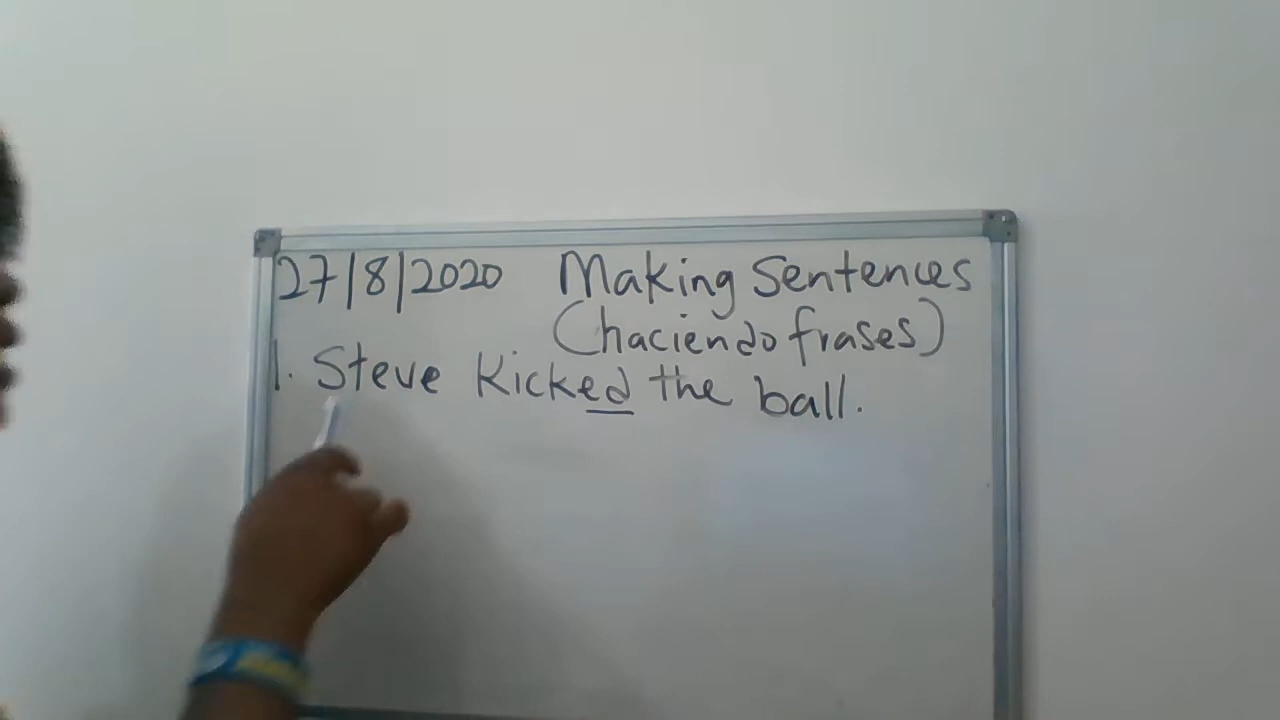 27/8/2020 Making Sentences
(haciendo frases)
1. Steve Kicked the ball.